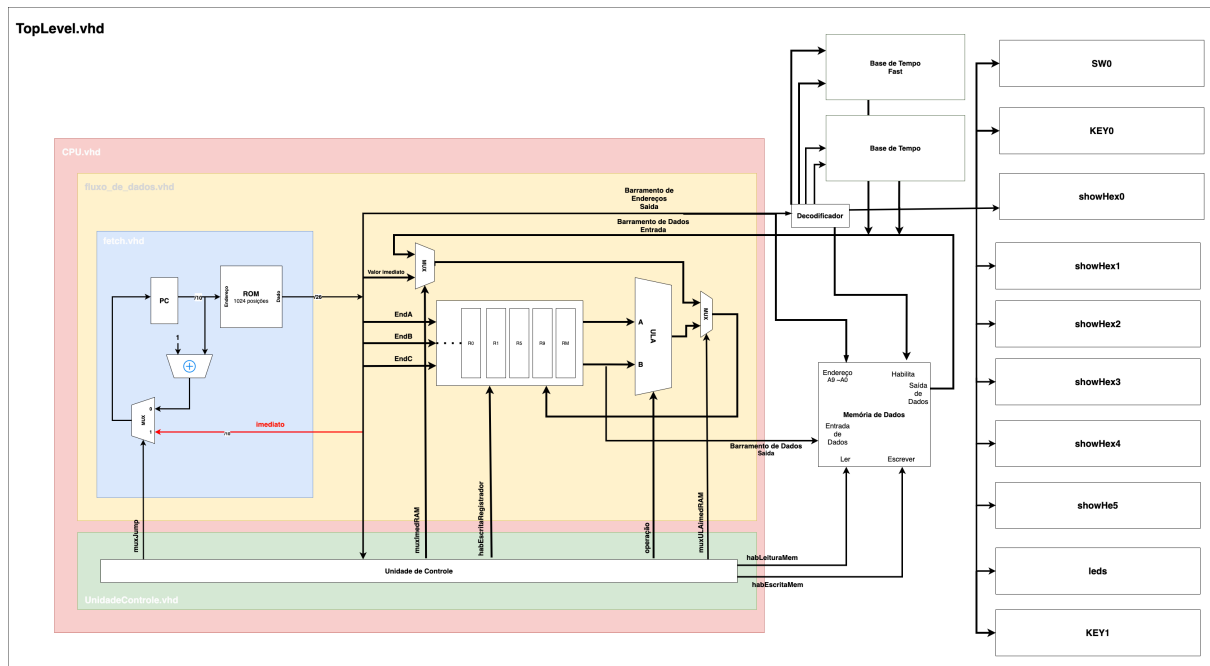 TopLevel.vhd
Base de Tempo
Fast
SW0
Base de Tempo
KEY0
CPU.vhd
fluxo_de_dados.vhd
Barramento de
Endereços
Saída
Decodificador
showHex0
Barramento de Dados
Entrada
fetch.vhd
MUX
Valor imediato
showHex1
PC
/10
Endereço
ROM
1024 posições
Dado
MUX
EndA
EndB
EndC
R0
R1
R5
R9
RM
A
B
ULA
showHex2
1
Endereço
A9 ~A0
Habilita
Saída
de
Dados
Memória de Dados
Entrada
de
Dados
Ler
Escrever
showHex3
MUX
0
1
imediato
Barramento de Dados
Saída
showHex4
showHe5
muxJump
muxImedRAM
habEscritaRegistrador
operação
muxULAimedRAM
habLeituraMem
Unidade de Controle
habEscritaMem
leds
UnidadeControle.vhd
KEY1